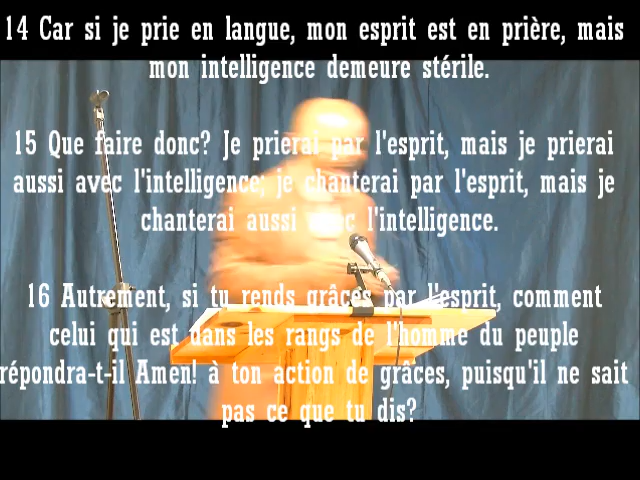 14 Car si je prie en langue, mon esprit est en prière, mais
mon intelligence demeure stérile.
15 Que faire donc? Je prierai par l'esprit, mais je prierai
aussi avec l'intelligence; je chanterai par l'esprit, mais je
chanterai aussi avec l'intelligence.
16 Autrement, si tu rends grâces par l'esprit, comment
celui qui est dans les rangs de l'homme du peuple
répondra-t-il Amen! à ton action de grâces, puisqu'il ne sait
pas ce que tu dis?